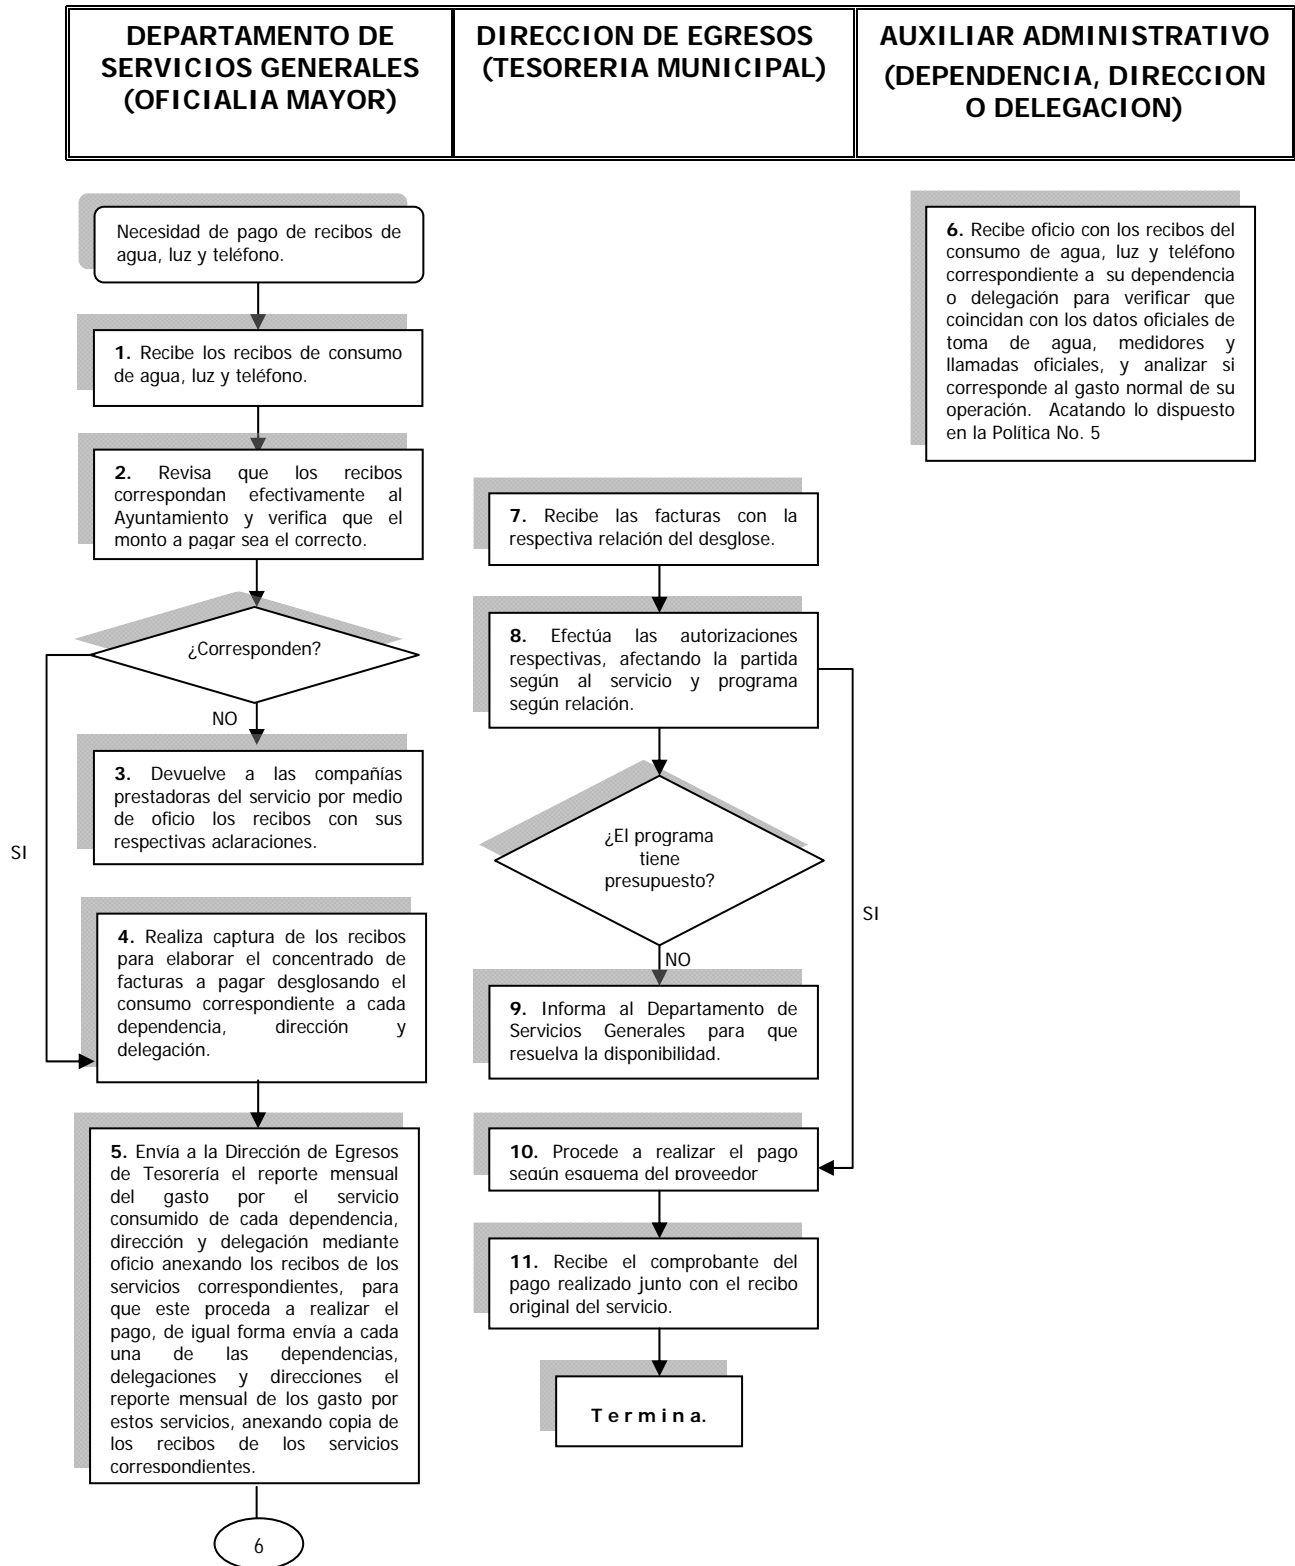 DEPARTAMENTO DE
SERVICIOS GENERALES
(OFICIALIA MAYOR)
DIRECCION DE EGRESOS
(TESORERIA MUNICIPAL)
AUXILIAR ADMINISTRATIVO
(DEPENDENCIA, DIRECCION
O DELEGACION)
Necesidad de pago de recibos de
agua, luz y teléfono.
1. Recibe los recibos de consumo
de agua, luz y teléfono.
2. Revisa que los recibos
correspondan efectivamente al
Ayuntamiento y verifica que el
monto a pagar sea el correcto.
¿Corresponden?
NO
SI
3. Devuelve a las compañías
prestadoras del servicio por medio
de oficio los recibos con sus
respectivas aclaraciones.
4. Realiza captura de los recibos
para elaborar el concentrado de
facturas a pagar desglosando el
consumo correspondiente a cada
dependencia, dirección y
delegación.
5. Envía a la Dirección de Egresos
de Tesorería el reporte mensual
del gasto por el servicio
consumido de cada dependencia,
dirección y delegación mediante
oficio anexando los recibos de los
servicios correspondientes, para
que este proceda a realizar el
pago, de igual forma envía a cada
una de las dependencias,
delegaciones y direcciones el
reporte mensual de los gasto por
estos servicios, anexando copia de
los recibos de los servicios
correspondientes.
6
7. Recibe las facturas con la
respectiva relación del desglose.
8. Efectúa las autorizaciones
respectivas, afectando la partida
según al servicio y programa
según relación.
¿El programa
tiene
presupuesto?
NO
SI
9. Informa al Departamento de
Servicios Generales para que
resuelva la disponibilidad.
10. Procede a realizar el pago
según esquema del proveedor
11. Recibe el comprobante del
pago realizado junto con el recibo
original del servicio.
Termina.
6. Recibe oficio con los recibos del
consumo de agua, luz y teléfono
correspondiente a su dependencia
o delegación para verificar que
coincidan con los datos oficiales de
toma de agua, medidores y
llamadas oficiales, y analizar si
corresponde al gasto normal de su
operación. Acatando lo dispuesto
en la Política No. 5